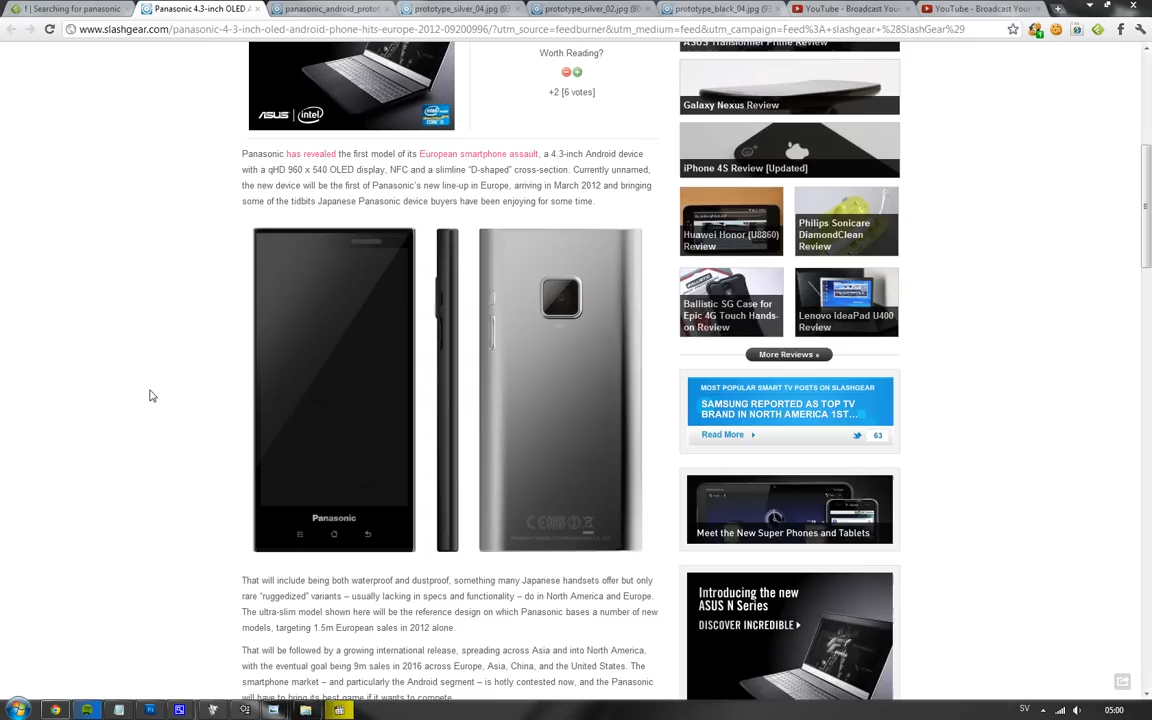 f | Searching for panasonic
Panasonic 4.3-inch OLED A
panasonic_android_protot
prototype_silver_04.jpg (93
prototype_silver_02.jpg (80
prototype_black_04.jpg (93
YouTube - Broadcast Your
YouTube - Broadcast Your
www.slashgear.com/panasonic-4-3-inch-oled-android-phone-hits-europe-2012-09200996/?utm_source=feedburner&utm_medium=feed&utm_campaign=Feed%3A+slashgear+%28SlashGear%29
ASUS
intel
Worth Reading?
+2 [6 votes]
Panasonic has revealed the first model of its European smartphone assault, a 4.3-inch Android device
with a qHD 960 x 540 OLED display, NFC and a slimline “D-shaped” cross-section. Currently unnamed,
the new device will be the first of Panasonic’s new line-up in Europe, arriving in March 2012 and bringing
some of the tidbits Japanese Panasonic device buyers have been enjoying for some time.
Panasonic
That will include being both waterproof and dustproof, something many Japanese handsets offer but only
rare “ruggedized” variants – usually lacking in specs and functionality – do in North America and Europe.
The ultra-slim model shown here will be the reference design on which Panasonic bases a number of new
models, targeting 1.5m European sales in 2012 alone.
That will be followed by a growing international release, spreading across Asia and into North America,
with the eventual goal being 9m sales in 2016 across Europe, Asia, China, and the United States. The
smartphone market – and particularly the Android segment – is hotly contested now, and the Panasonic
will have to bring its best game if it wants to compete.
ASUS Transformer Prime Review
Galaxy Nexus Review
iPhone 4S Review [Updated]
Huawei Honor (U8860)
Review
Philips Sonicare
DiamondClean
Review
Ballistic SG Case for
Epic 4G Touch Hands-
on Review
Lenovo IdeaPad U400
Review
More Reviews »
MOST POPULAR SMART TV POSTS ON SLASHGEAR
SAMSUNG REPORTED AS TOP TV
BRAND IN NORTH AMERICA 1ST...
Read More
63
Meet the New Super Phones and Tablets
Introducing the new
ASUS N Series
DISCOVER INCREDIBLE
SV
05:00